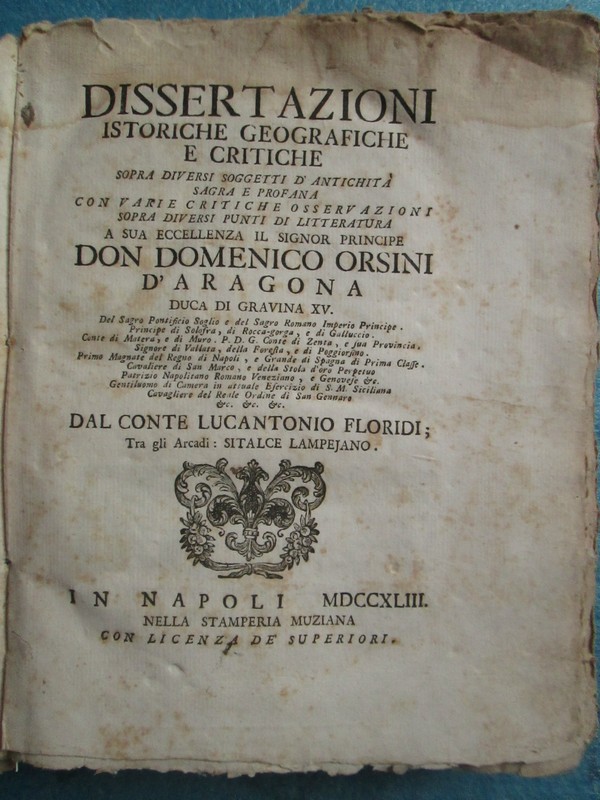 DISSERTAZIONI
ISTORICHE GEOGRAFICHE
E CRITICHE
SOPRA DIVERSI SOGGETTI D' ANTICHITÀ
SAGRA E PROFANA
CON VARIE CRITICHE OSSERVAZIONI
SOPRA DIVERSI PUNTI DI LITTERATURA
A SUA ECCELLENZA IL SIGNOR PRINCIPE
DON DOMENICO ORSINI
D' ARAGONA
DUCA DI GRAVINA XV.
Del Sagro Pontificio Soglio e del Sagro Romano Imperio Principe.
Principe di Solofra, di Rocca-gorga, e di Galluccio.
Conte di Matera, e di Muro. P. D. G. Conte di Zenta, e sua Provincia.
Signore di Vallata, della Foresta, e di Poggiorsino.
Primo Magnate del Regno di Napoli, e Grande di Spagna di Prima Classe.
Cavaliere di San Marco, e della Stola d'oro Perpetuo
Patrizio Napolitano Romano Veneziano, e Genovese &c.
Gentiluomo di Camera in attuale Esercizio di S. M. Siciliana
Cavagliere del Reale Ordine di San Gennaro
&c. &c. &c.
DAL CONTE LUCANTONIO FLORIDI;
Tra gli Arcadi: SITALCE LAMPEJANO.
IN NAPOLI MDCCXLIII.
NELLA STAMPERIA MUZIANA
CON LICENZA DE' SUPERIORI.